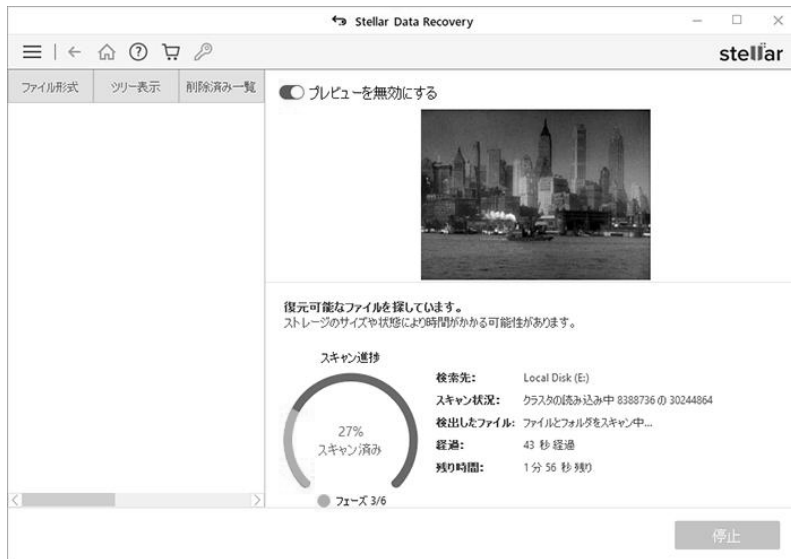 Stellar Data Recovery
stellar
ファイル形式 ツリー表示 削除済み一覧
プレビューを無効にする
復元可能なファイルを探しています。
ストレージのサイズや状態により時間がかかる可能性があります。
スキャン進捗
27%
スキャン済み
フェーズ 3/6
検索先: Local Disk (E:)
スキャン状況: クラスタの読み込み中 8388736 の 30244864
検出したファイル: ファイルとフォルダをスキャン中...
経過: 43 秒 経過
残り時間: 1 分 56 秒 残り
停止